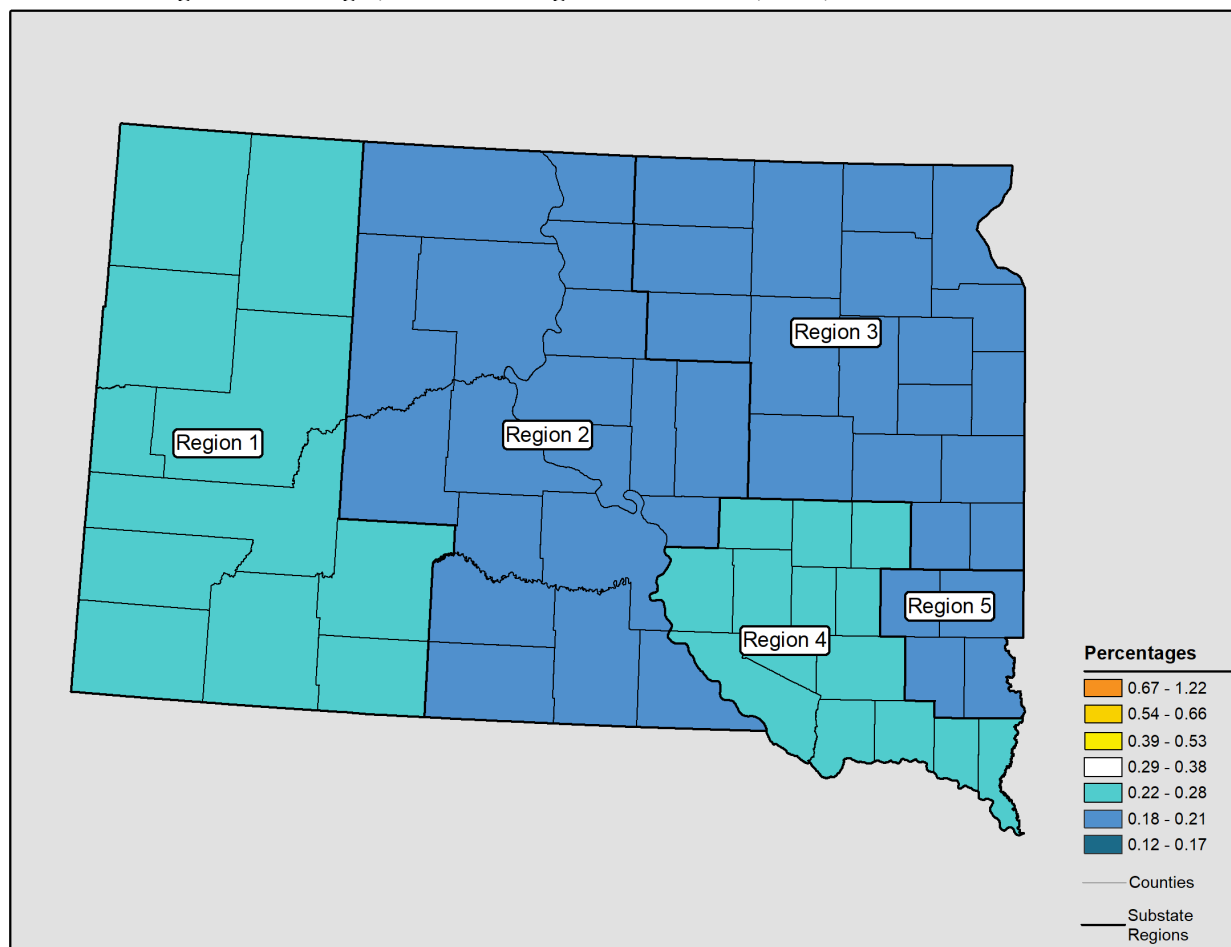 Region 3
Region 2
Region 1
Region 5
Region 4
Percentages
0.67 - 1.22
0.54 - 0.66
0.39 - 0.53
0.29 - 0.38
0.22 - 0.28
0.18 - 0.21
0.12 - 0.17
Counties
Substate
Regions